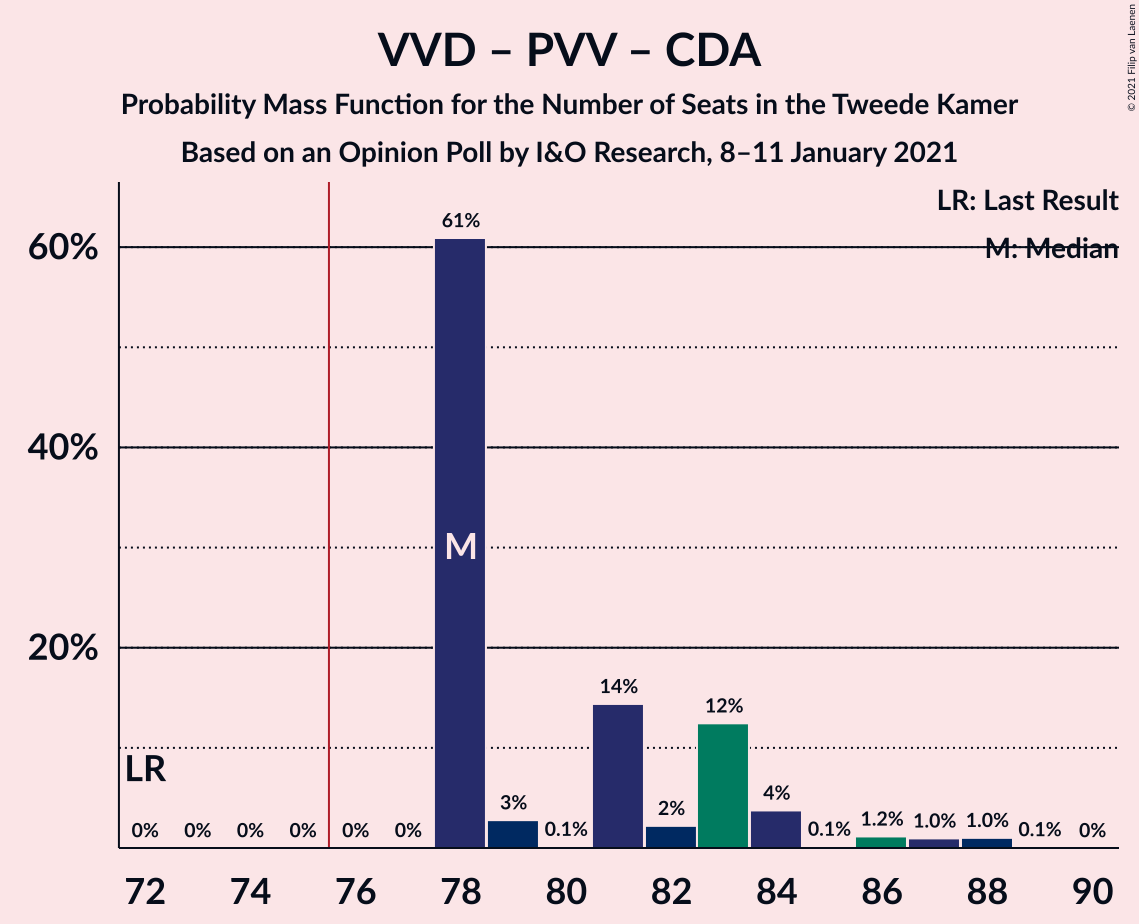 VVD – PVV – CDA
Probability Mass Function for the Number of Seats in the Tweede Kamer
Based on an Opinion Poll by I&O Research, 8–11 January 2021
© 2021 Filip van Laenen
LR: Last Result
M: Median
60%
40%
20%
61%
M
14%
12%
3%
2%
4%
LR
0% 0% 0% 0% 0% 0% 0.1% 0.1% 1.2% 1.0% 1.0% 0.1% 0%
72 74 76 78 80 82 84 86 88 90